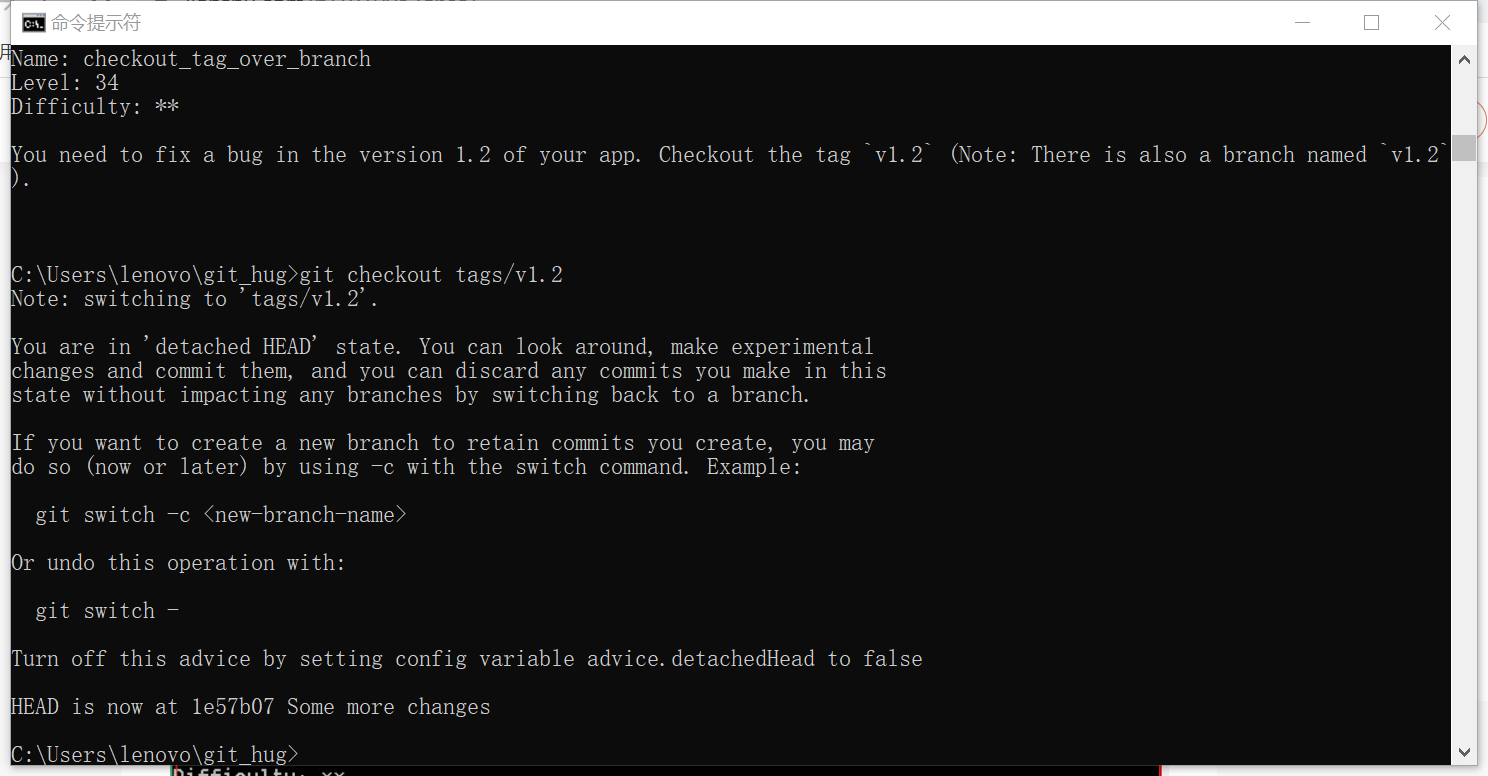 命令提示符
用
Name: checkout_tag_over_branch
Level: 34
Difficulty: **
You need to fix a bug in the version 1.2 of your app. Checkout the tag `v1.2` (Note: There is also a branch named `v1.2`
).
C:\Users\lenovo\git_hug>git checkout tags/v1.2
Note: switching to 'tags/v1.2'.
You are in 'detached HEAD' state. You can look around, make experimental
changes and commit them, and you can discard any commits you make in this
state without impacting any branches by switching back to a branch.
If you want to create a new branch to retain commits you create, you may
do so (now or later) by using -c with the switch command. Example:
git switch -c <new-branch-name>
Or undo this operation with:
git switch -
Turn off this advice by setting config variable advice.detachedHead to false
HEAD is now at 1e57b07 Some more changes
C:\Users\lenovo\git_hug>
Difficulty: **